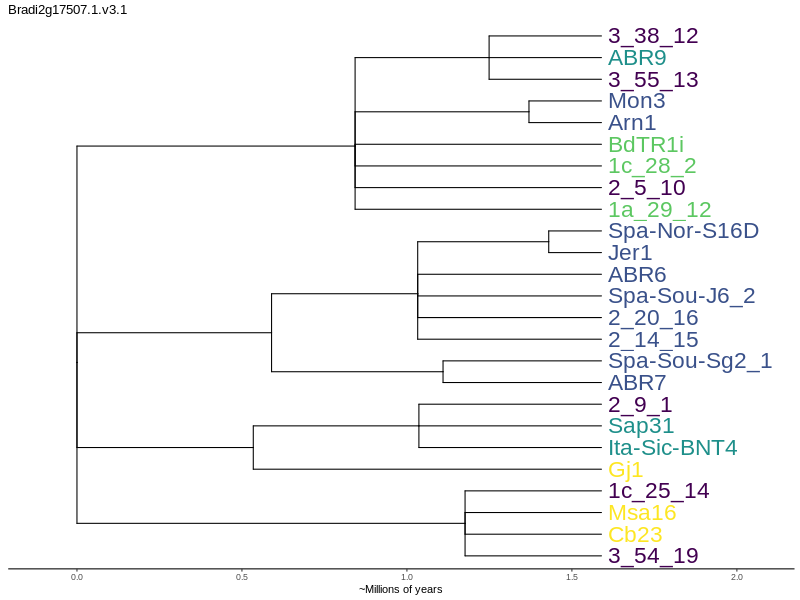 Bradi2g17507.1.v3.1
3_38_12
ABR9
3_55_13
Mon3
Arn1
BdTR1i
1c_28_2
2_5_10
1a_29_12
Spa-Nor-S16D
Jer1
ABR6
Spa-Sou-J6_2
2_20_16
2_14_15
Spa-Sou-Sg2_1
ABR7
2_9_1
Sap31
Ita-Sic-BNT4
Gj1
1c_25_14
Msa16
Cb23
3_54_19
0.0 0.5 1.0 1.5 2.0
~Millions of years